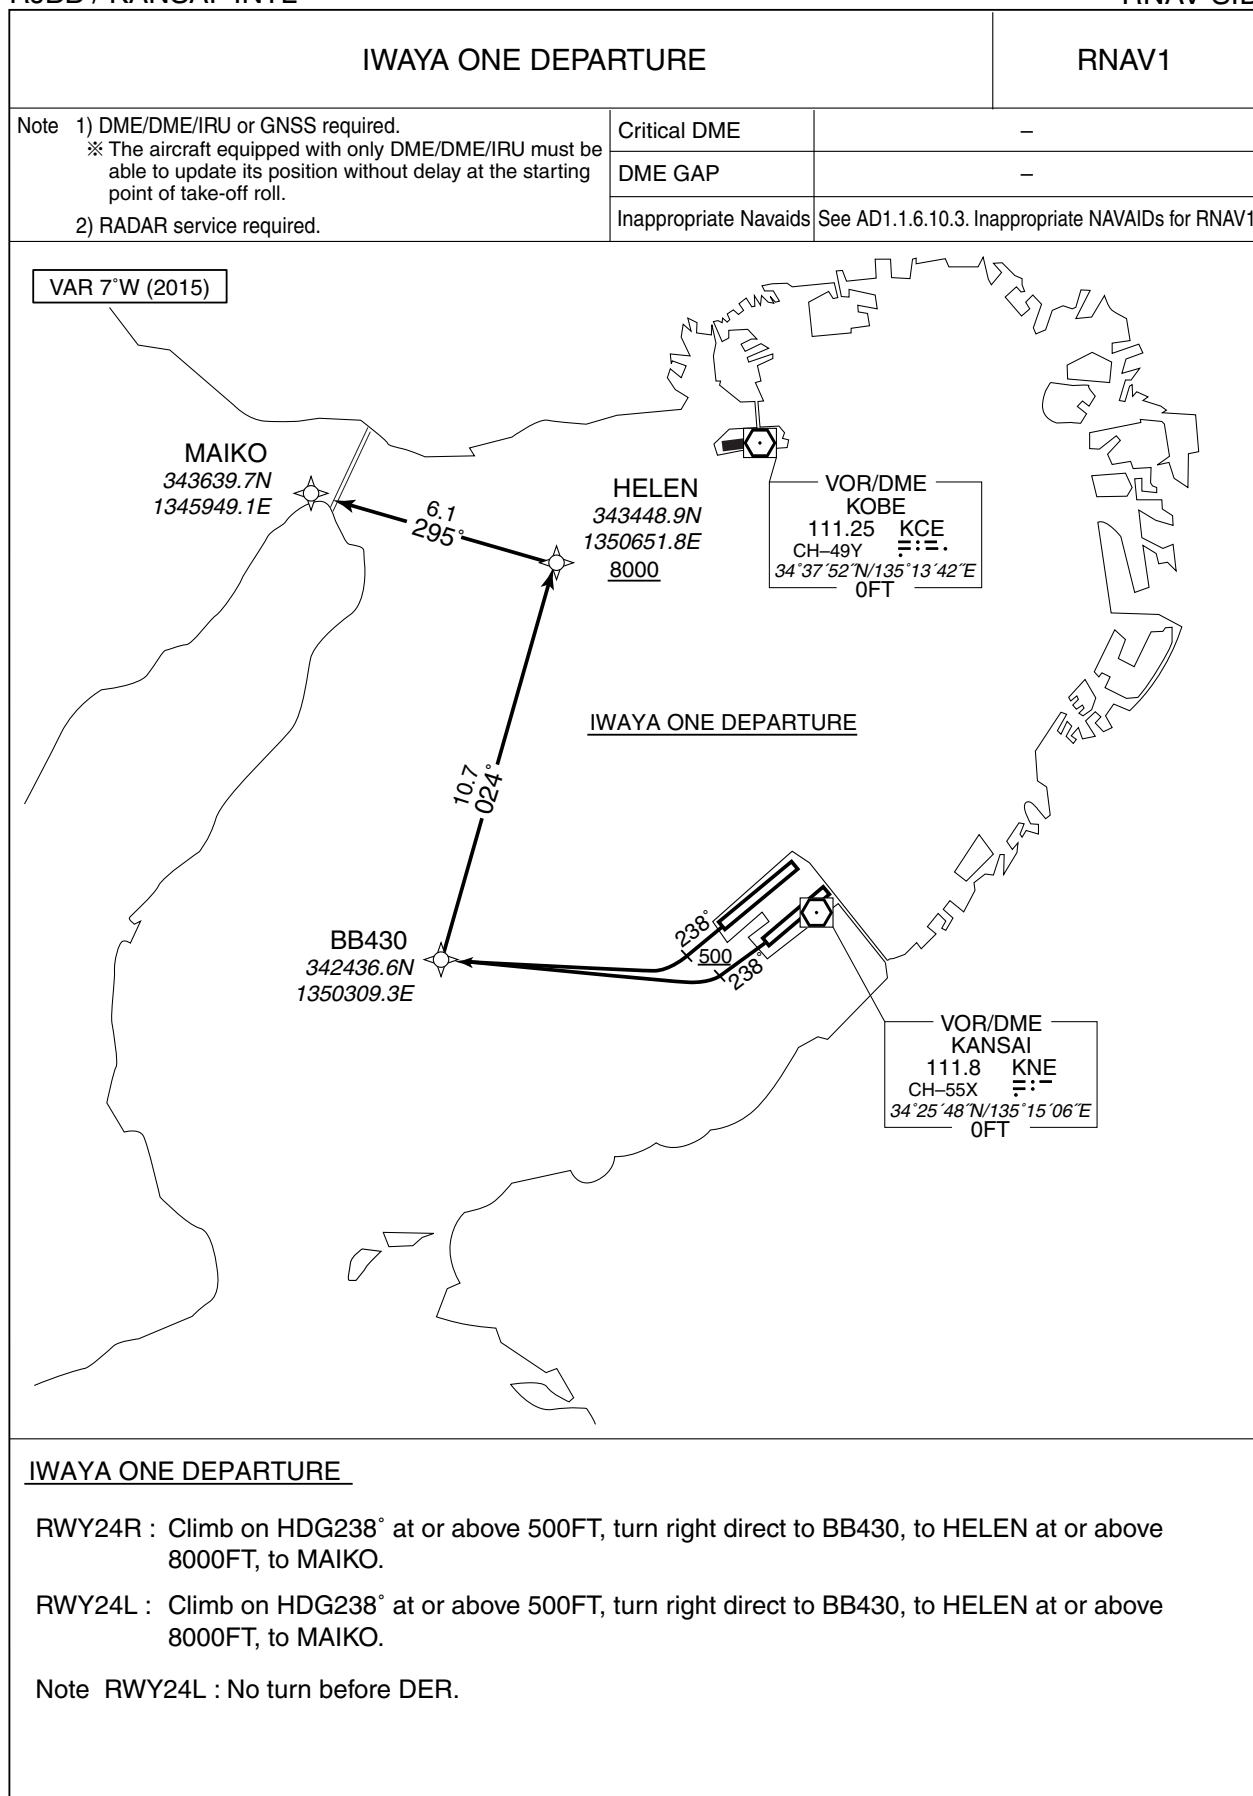 RJBB / KANSAI INTL
RNAV SID
IWAYA ONE DEPARTURE
RNAV1
Note 1) DME/DME/IRU or GNSS required.
※ The aircraft equipped with only DME/DME/IRU must be
able to update its position without delay at the starting
point of take-off roll.
2) RADAR service required.
Critical DME –
DME GAP –
Inappropriate Navaids See AD1.1.6.10.3. Inappropriate NAVAIDs for RNAV1
VAR 7˚W (2015)
MAIKO
343639.7N
1345949.1E
6.1
295˚
HELEN
343448.9N
1350651.8E
8000
VOR/DME
KOBE
111.25 KCE
CH–49Y
34˚37´52˝N/135˚13´42˝E
0FT
IWAYA ONE DEPARTURE
10.7
024˚
BB430
342436.6N
1350309.3E
238˚
500
238˚
VOR/DME
KANSAI
111.8 KNE
CH–55X
34˚25´48˝N/135˚15´06˝E
0FT
IWAYA ONE DEPARTURE
RWY24R : Climb on HDG238˚ at or above 500FT, turn right direct to BB430, to HELEN at or above
8000FT, to MAIKO.
RWY24L : Climb on HDG238˚ at or above 500FT, turn right direct to BB430, to HELEN at or above
8000FT, to MAIKO.
Note RWY24L : No turn before DER.